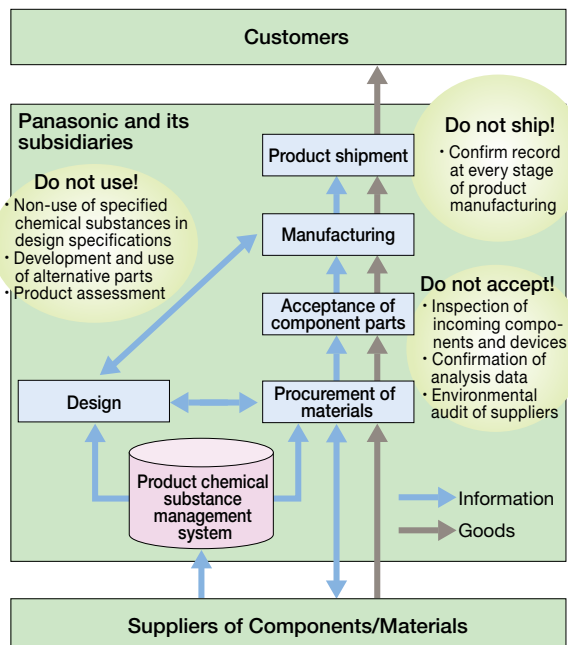 Customers
Panasonic and its
subsidiaries
Do not ship!
・Confirm record
at every stage
of product
manufacturing
Product shipment
Do not use!
・Non-use of specified
chemical substances in
design specifications
・Development and use
of alternative parts
・Product assessment
Manufacturing
Do not accept!
・Inspection of
incoming compo-
nents and devices
・Confirmation of
analysis data
・Environmental
audit of suppliers
Acceptance of
component parts
Design
Procurement of
materials
Product chemical
substance
management
system
Information
Goods
Suppliers of Components/Materials